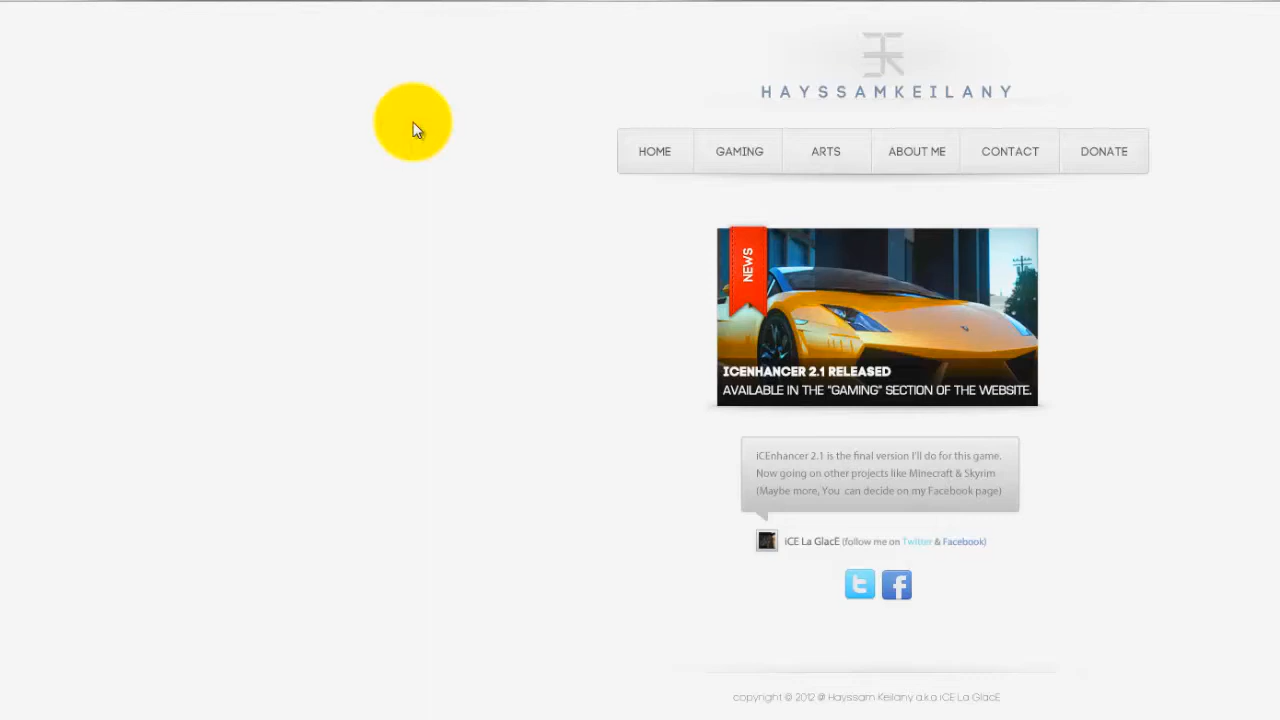 HAYSSAMKEILANY
HOME
GAMING
ARTS
ABOUT ME
CONTACT
DONATE
NEWS
ICENHANCER 2.1 RELEASED
AVAILABLE IN THE "GAMING" SECTION OF THE WEBSITE.
iCEnhancer 2.1 is the final version I'll do for this game.
Now going on other projects like Minecraft & Skyrim
(Maybe more, You can decide on my Facebook page)
iCE La GlacE (follow me on Twitter & Facebook)
copyright © 2012 @ Hayssam Keilany a.k.a iCE La GlacE